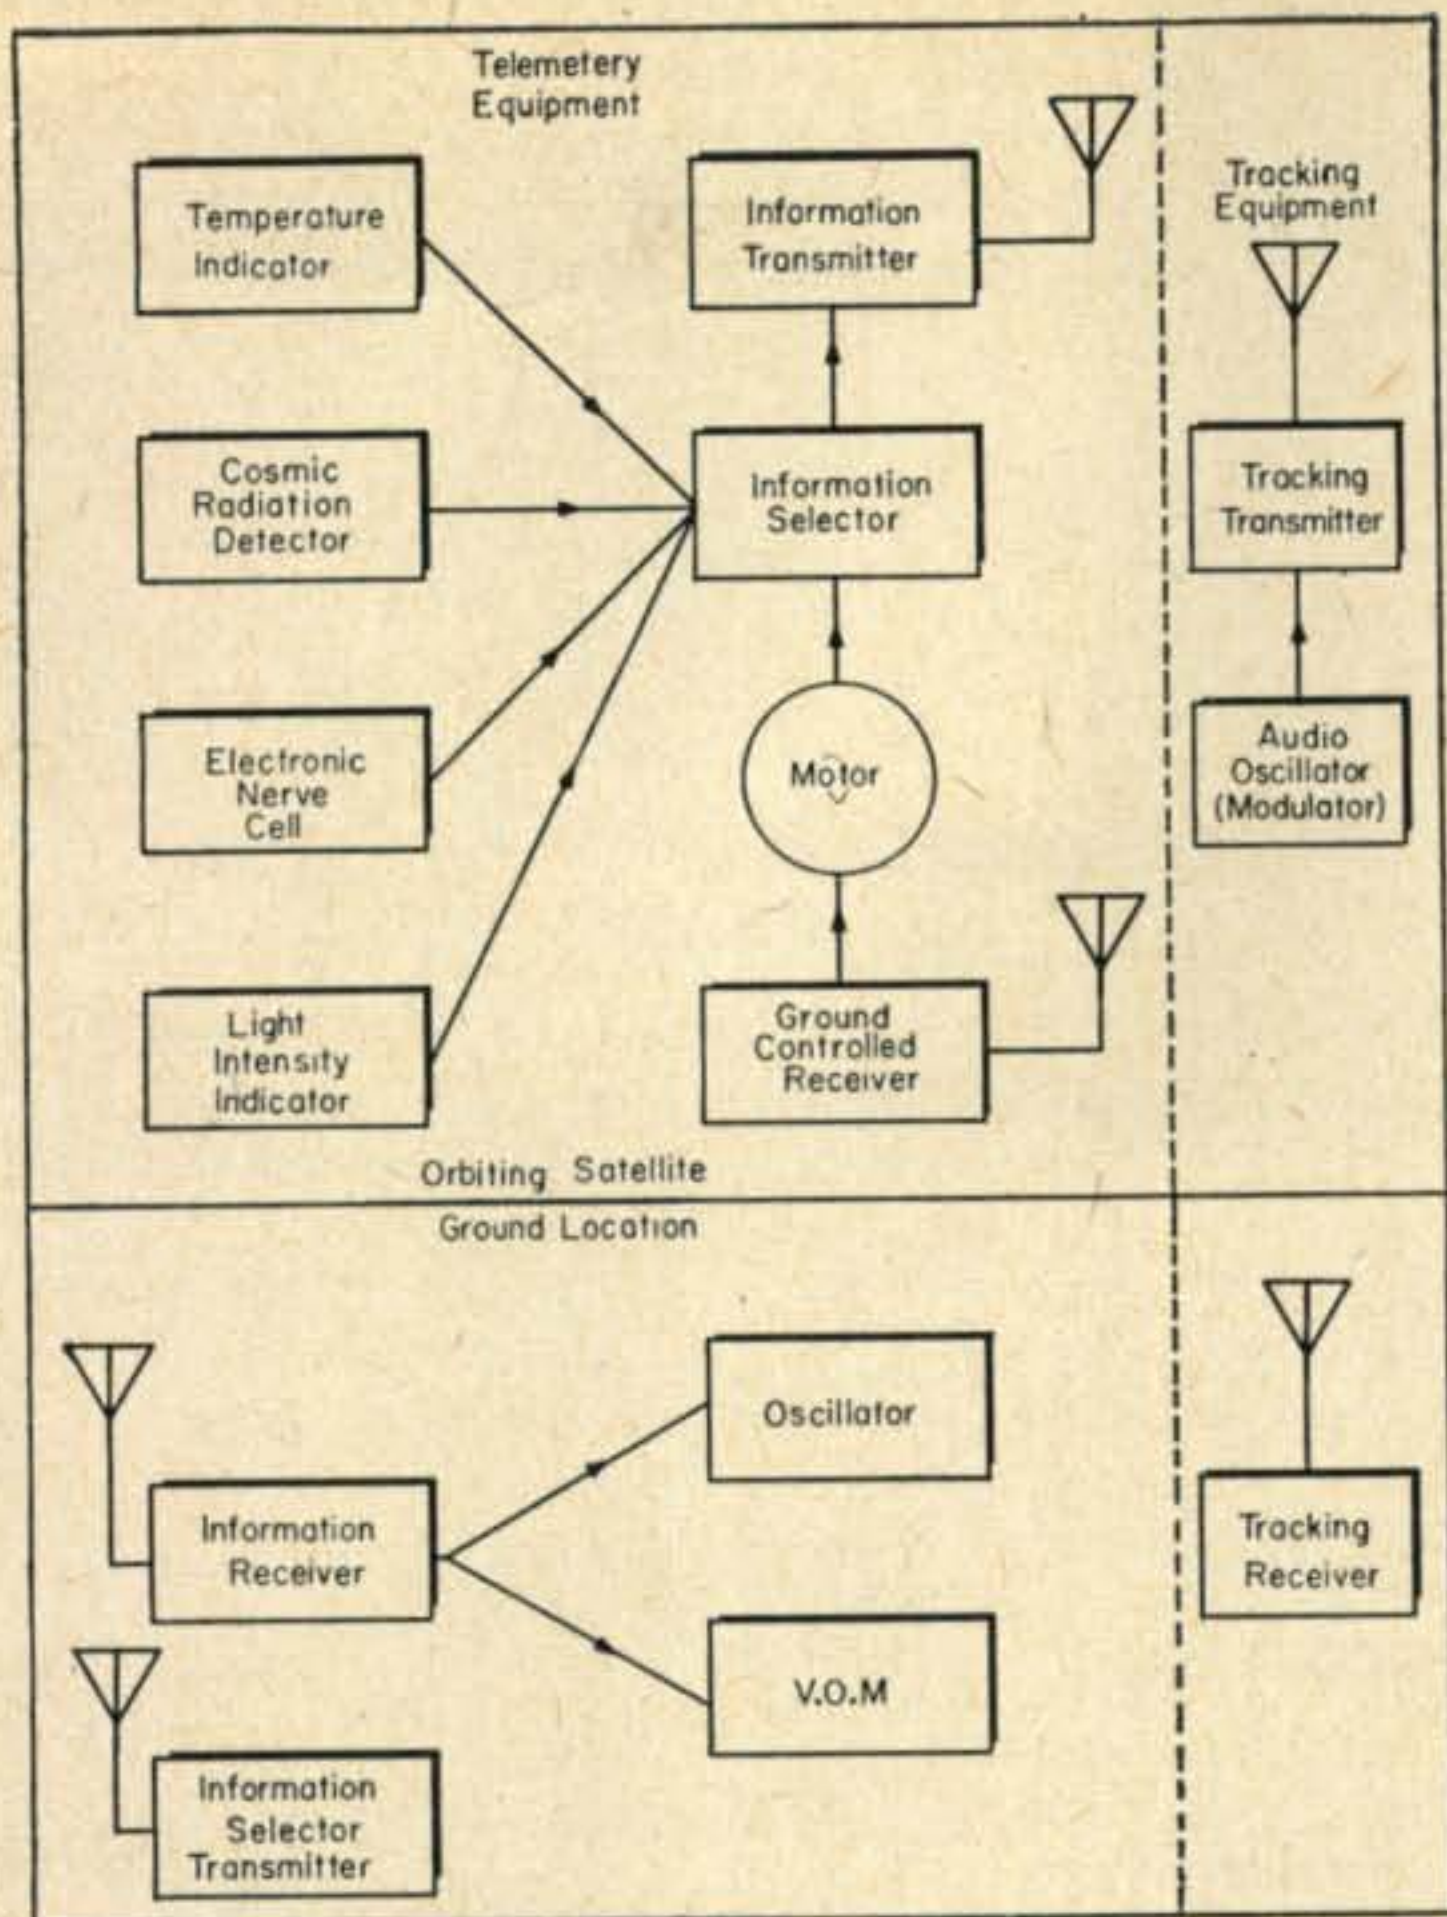 Telemetery
Equipment
Temperature
Indicator
Information
Transmitter
Tracking
Equipment
Cosmic
Radiation
Detector
Information
Selector
Tracking
Transmitter
Electronic
Nerve
Cell
Motor
Audio
Oscillator
(Modulator)
Light
Intensity
Indicator
Ground
Controlled
Receiver
Orbiting Satellite
Ground Location
Oscillator
Information
Receiver
Tracking
Receiver
V.O.M
Information
Selector
Transmitter